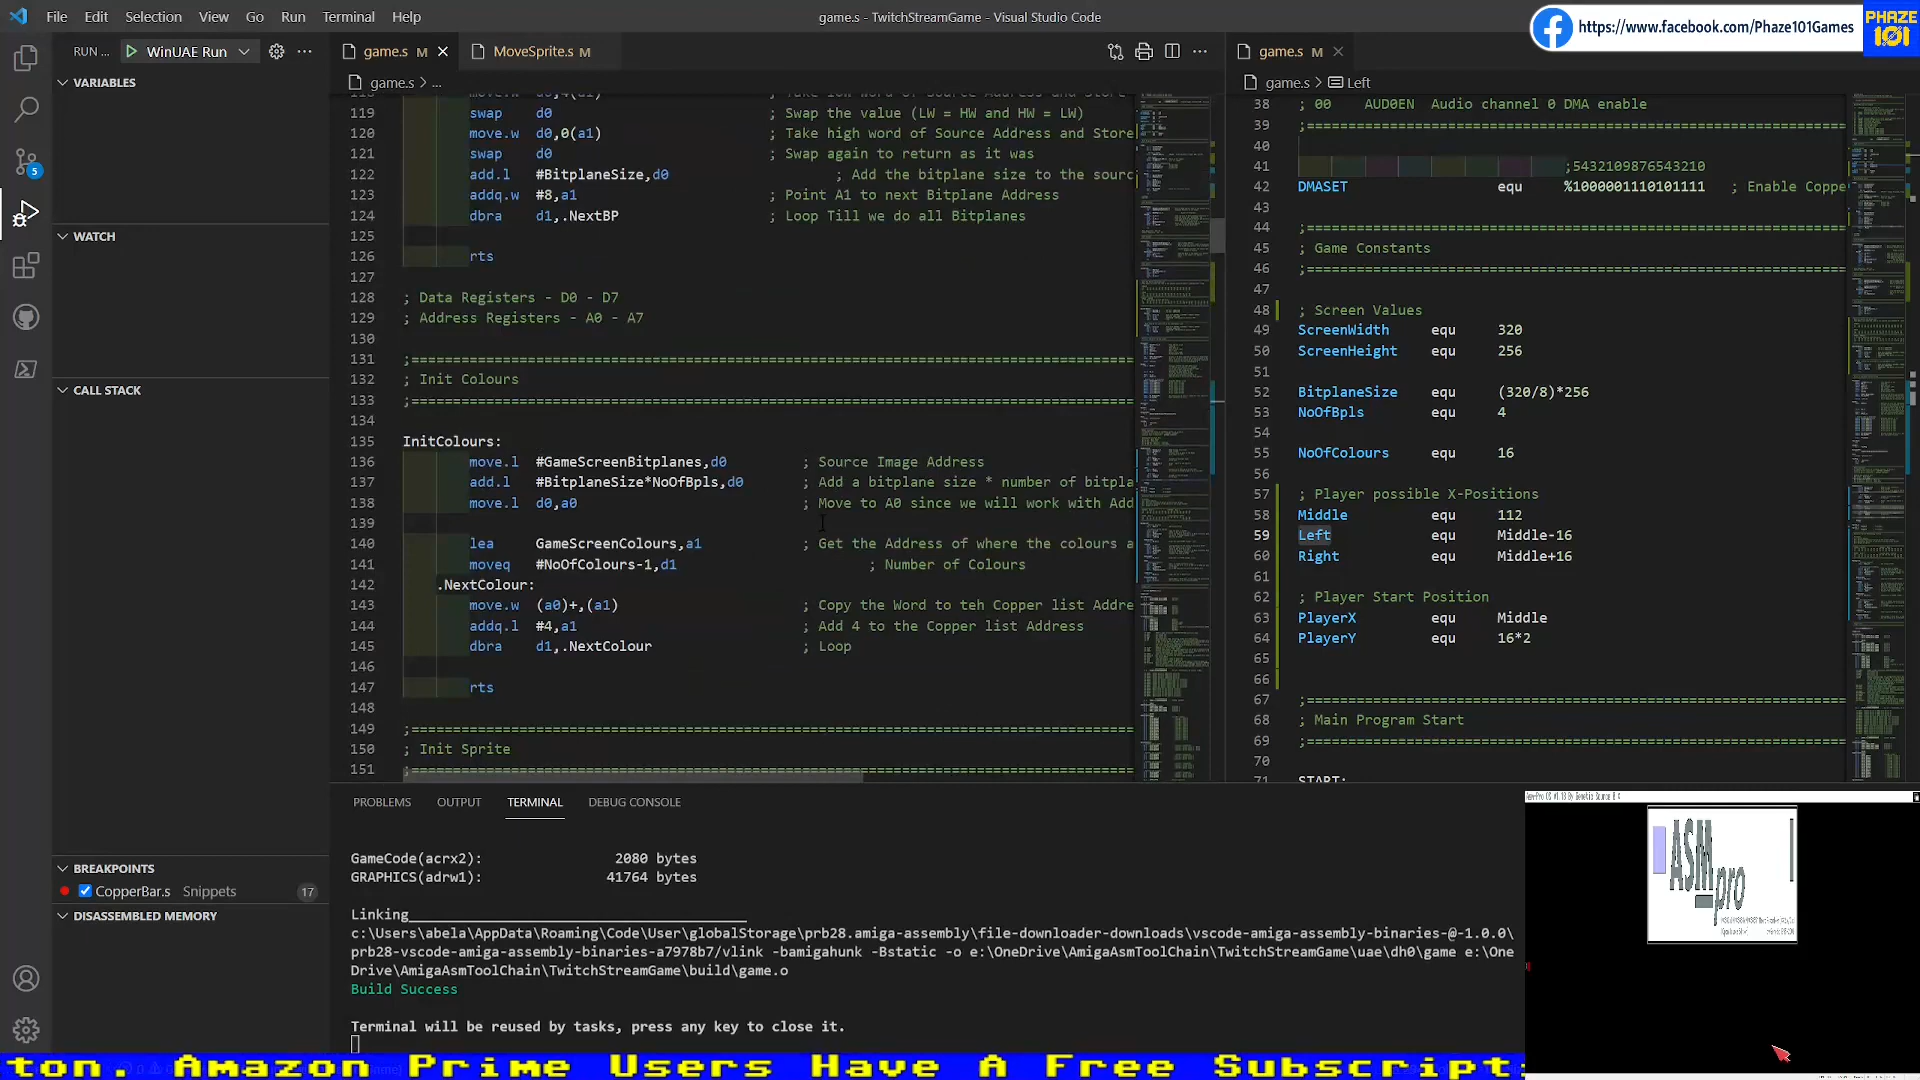 File Edit Selection View Go Run Terminal Help
game.s - TwitchStreamGame - Visual Studio Code
https://www.facebook.com/Phaze101Games
PHAZE
101
RUN ... WinUAE Run
game.s M
MoveSprite.s M
game.s M
VARIABLES
game.s > ...
game.s > Left
WATCH
CALL STACK
BREAKPOINTS
CopperBar.s Snippets 17
DISASSEMBLED MEMORY
5
119 swap d0 ; Swap the value (LW = HW and HW = LW)
120 move.w d0,0(a1) ; Take high word of Source Address and Store
121 swap d0 ; Swap again to return as it was
122 add.l #BitplaneSize,d0 ; Add the bitplane size to the sourc
123 addq.w #8,a1 ; Point A1 to next Bitplane Address
124 dbra d1,.NextBP ; Loop Till we do all Bitplanes
125
126 rts
127
128 ; Data Registers - D0 - D7
129 ; Address Registers - A0 - A7
130
131 ;=======================================================
132 ; Init Colours
133 ;=======================================================
134
135 InitColours:
136 move.l #GameScreenBitplanes,d0 ; Source Image Address
137 add.l #BitplaneSize*NoOfBpls,d0 ; Add a bitplane size * number of bitpla
138 move.l d0,a0 ; Move to A0 since we will work with Add
139
140 lea GameScreenColours,a1 ; Get the Address of where the colours a
141 moveq #NoOfColours-1,d1 ; Number of Colours
142 .NextColour:
143 move.w (a0)+,(a1) ; Copy the Word to teh Copper list Addre
144 addq.l #4,a1 ; Add 4 to the Copper list Address
145 dbra d1,.NextColour ; Loop
146
147 rts
148
149 ;=======================================================
150 ; Init Sprite
151 ;=======================================================
38 ; 00 AUD0EN Audio channel 0 DMA enable
39 ;=======================================================
40
41 ;5432109876543210
42 DMASET equ %1000001110101111 ; Enable Coppe
43
44 ;=======================================================
45 ; Game Constants
46 ;=======================================================
47
48 ; Screen Values
49 ScreenWidth equ 320
50 ScreenHeight equ 256
51
52 BitplaneSize equ (320/8)*256
53 NoOfBpls equ 4
54
55 NoOfColours equ 16
56
57 ; Player possible X-Positions
58 Middle equ 112
59 Left equ Middle-16
60 Right equ Middle+16
61
62 ; Player Start Position
63 PlayerX equ Middle
64 PlayerY equ 16*2
65
66
67 ;=======================================================
68 ; Main Program Start
69 ;=======================================================
70
71 START:
PROBLEMS OUTPUT TERMINAL DEBUG CONSOLE
GameCode(acrx2): 2080 bytes
GRAPHICS(adrw1): 41764 bytes
Linking
c:\Users\abela\AppData\Roaming\Code\User\globalStorage\prb28.amiga-assembly\file-downloader-downloads\vscode-amiga-assembly-binaries-@-1.0.0\
prb28-vscode-amiga-assembly-binaries-a7978b7/vlink -bamigahunk -Bstatic -o e:\OneDrive\AmigaAsmToolChain\TwitchStreamGame\uae\dh0\game e:\One
Drive\AmigaAsmToolChain\TwitchStreamGame\build\game.o
Build Success
Terminal will be reused by tasks, press any key to close it.
ASM
pro
ton. Amazon Prime Users Have A Free Subscript